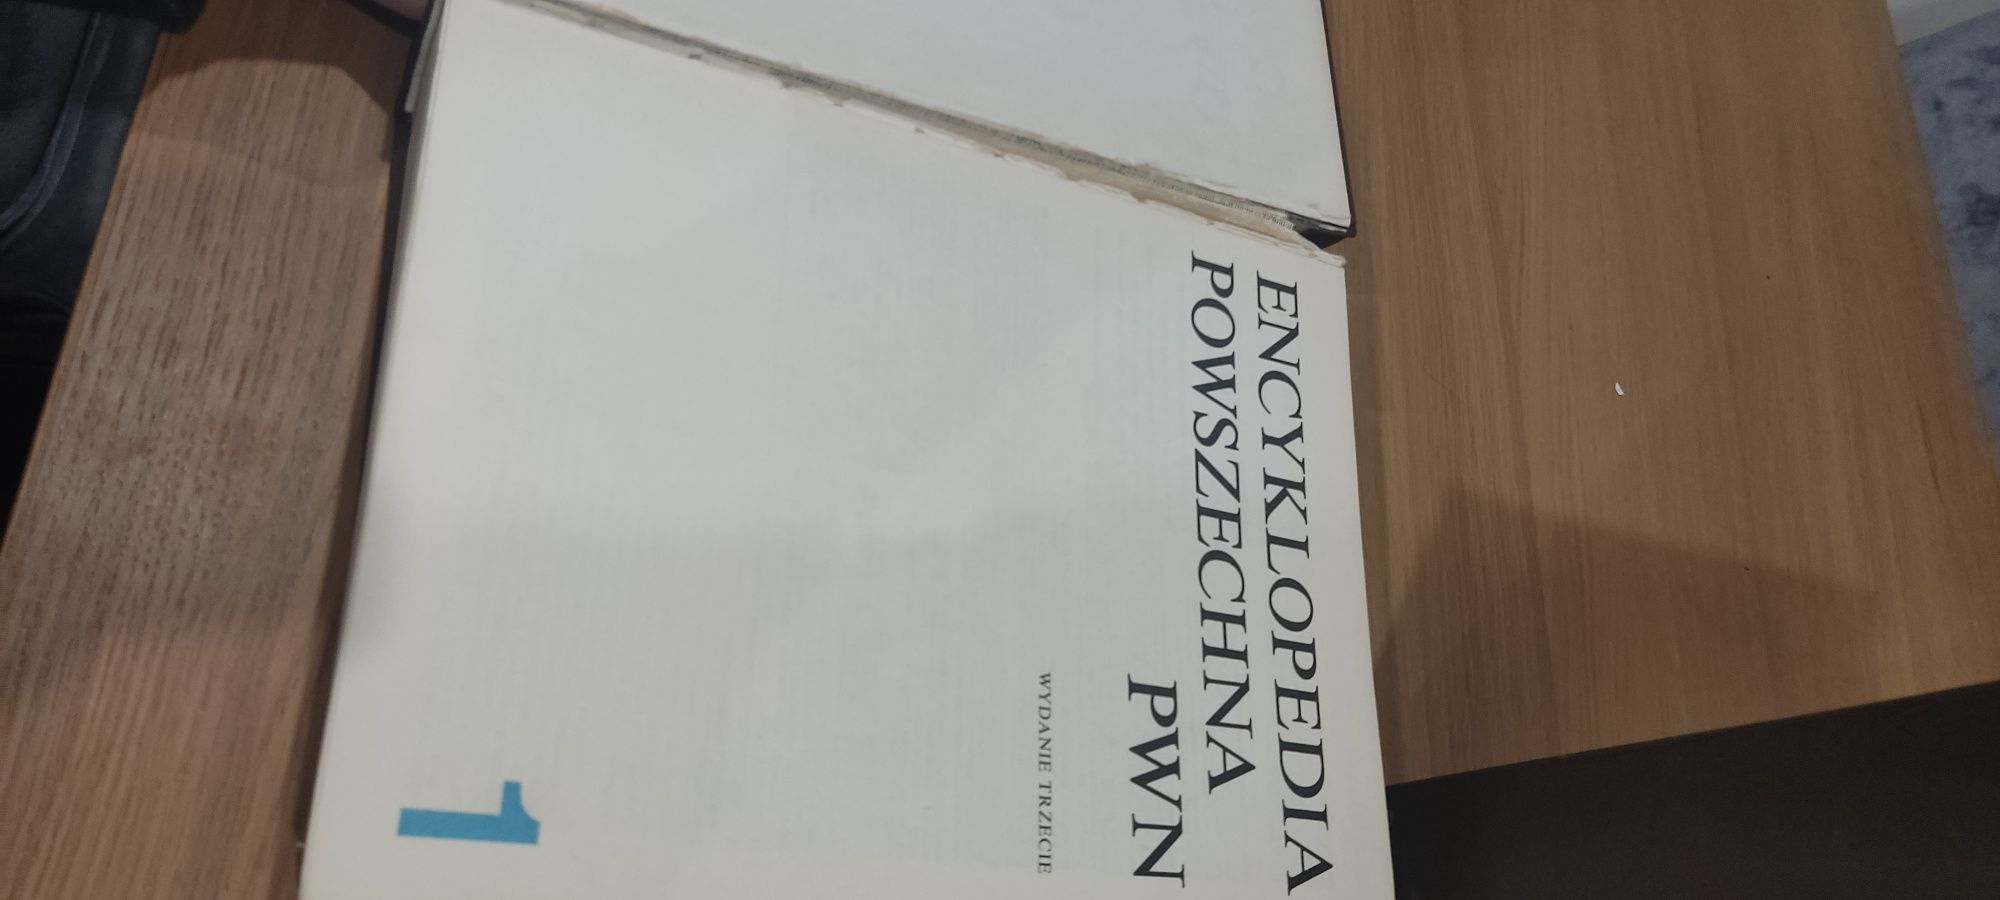 ENCYKLOPEDIA
POWSZECHNA
PWN
WYDANIE TRZECIE
1